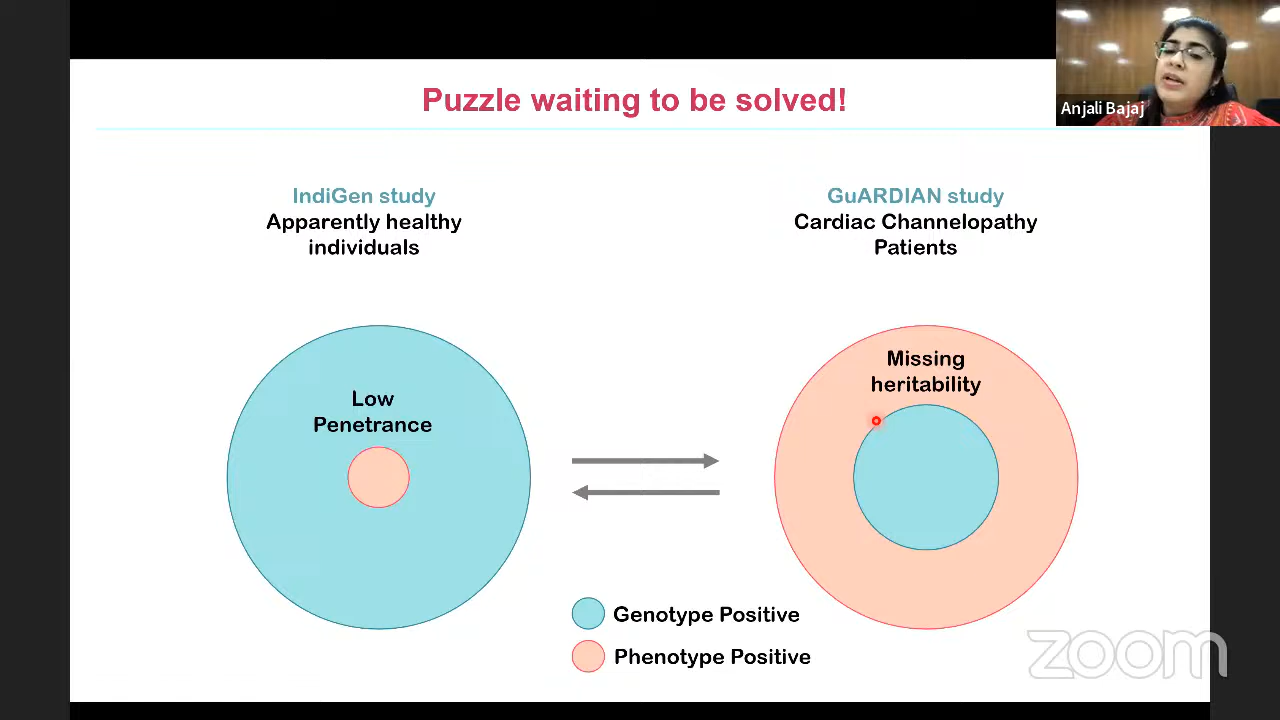 Puzzle waiting to be solved!
Anjali Bajaj
IndiGen study
Apparently healthy
individuals
GuARDIAN study
Cardiac Channelopathy
Patients
Low
Penetrance
Missing
heritability
Genotype Positive
Phenotype Positive
zoom